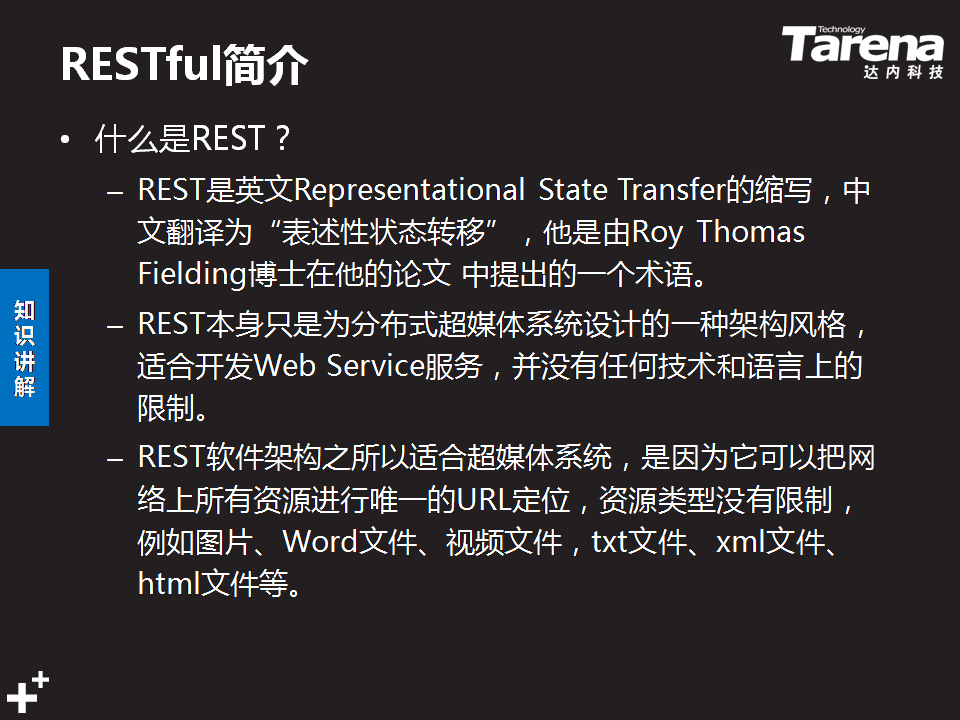 RESTful简介
Technology
Tarena
达内科技
• 什么是REST？
– REST是英文Representational State Transfer的缩写，中
文翻译为“表述性状态转移”，他是由Roy Thomas
Fielding博士在他的论文 中提出的一个术语。
– REST本身只是为分布式超媒体系统设计的一种架构风格，
适合开发Web Service服务，并没有任何技术和语言上的
限制。
– REST软件架构之所以适合超媒体系统，是因为它可以把网
络上所有资源进行唯一的URL定位，资源类型没有限制，
例如图片、Word文件、视频文件，txt文件、xml文件、
html文件等。
知识讲解